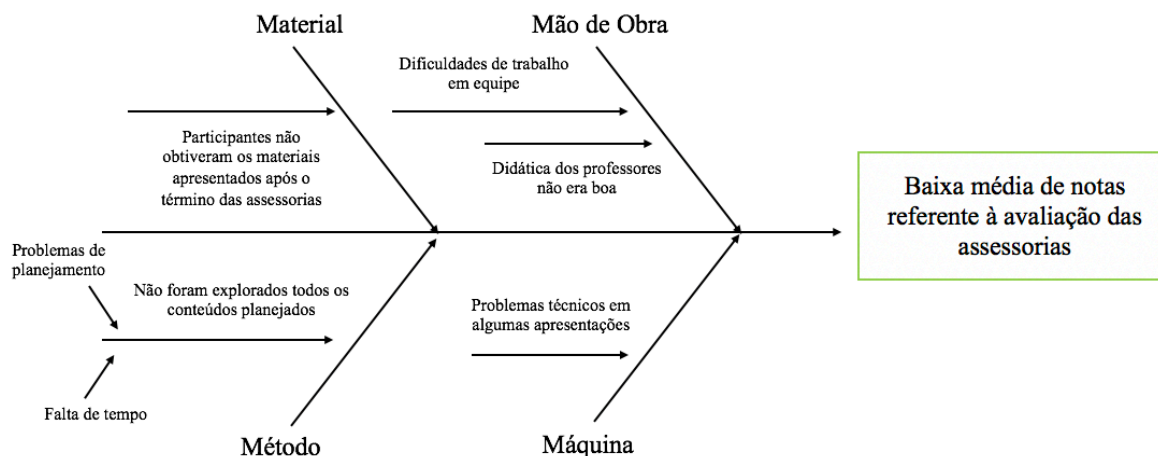 Material
Mão de Obra
Dificuldades de trabalho
em equipe
Participantes não
obtiveram os materiais
apresentados após o
término das assessorias
Didática dos professores
não era boa
Baixa média de notas
referente à avaliação das
assessorias
Problemas de
planejamento
Não foram explorados todos os
conteúdos planejados
Problemas técnicos em
algumas apresentações
Falta de tempo
Método
Máquina